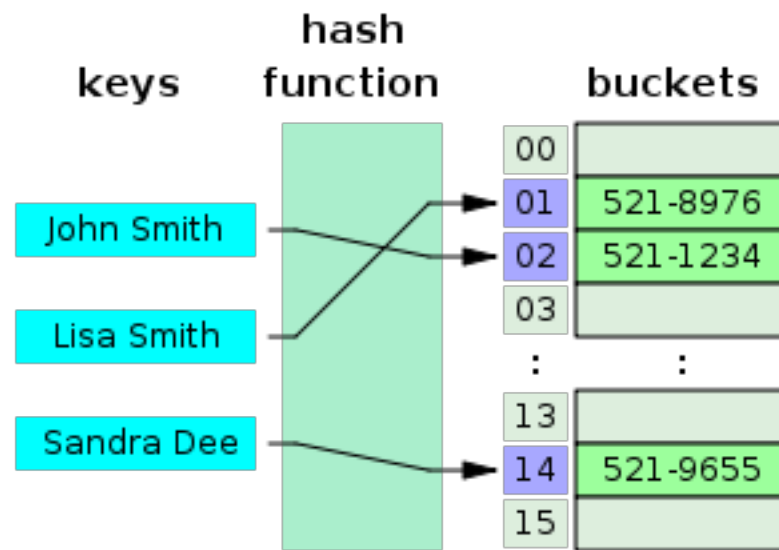 hash
keys function buckets
00
01 521-8976
John Smith
02 521-1234
03
Lisa Smith
: :
13
Sandra Dee
14 521-9655
15